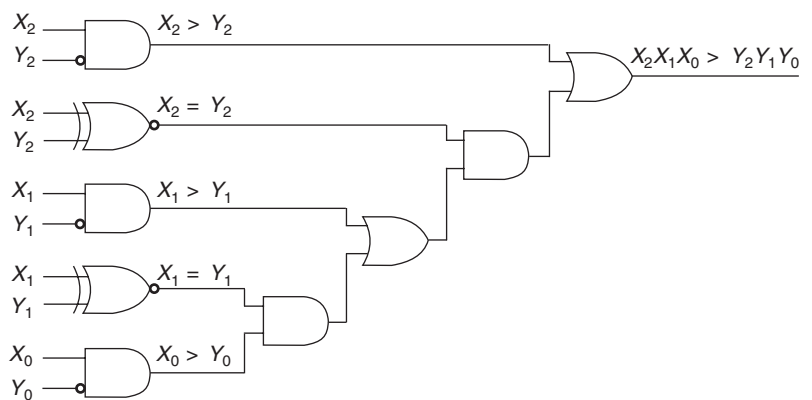 X₂ X₂ > Y₂
Y₂
X₂X₁X₀ > Y₂Y₁Y₀
X₂ X₂ = Y₂
Y₂
X₁ X₁ > Y₁
Y₁
X₁ X₁ = Y₁
Y₁
X₀ X₀ > Y₀
Y₀